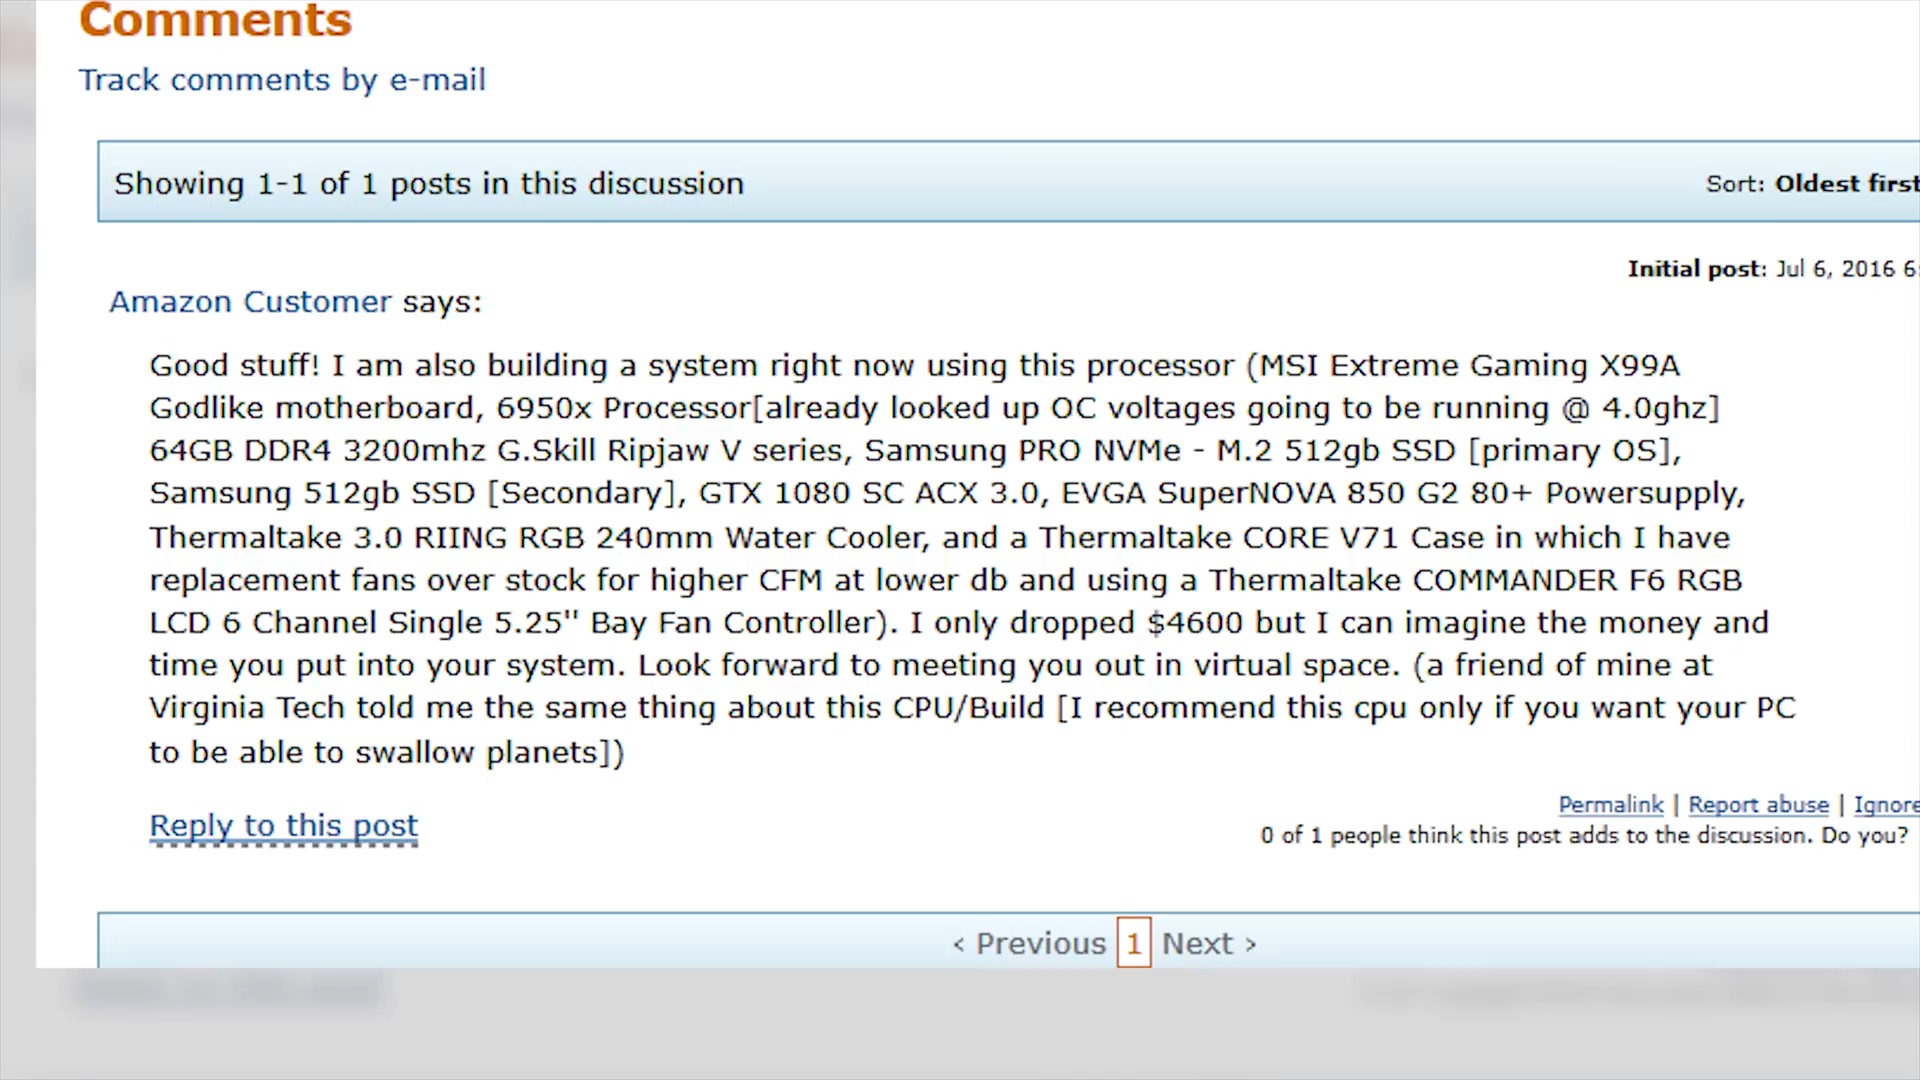 Comments
Track comments by e-mail
Showing 1-1 of 1 posts in this discussion
Sort: Oldest first
Initial post: Jul 6, 2016 6:
Amazon Customer says:
Good stuff! I am also building a system right now using this processor (MSI Extreme Gaming X99A
Godlike motherboard, 6950x Processor[already looked up OC voltages going to be running @ 4.0ghz]
64GB DDR4 3200mhz G.Skill Ripjaw V series, Samsung PRO NVMe - M.2 512gb SSD [primary OS],
Samsung 512gb SSD [Secondary], GTX 1080 SC ACX 3.0, EVGA SuperNOVA 850 G2 80+ Powersupply,
Thermaltake 3.0 RIING RGB 240mm Water Cooler, and a Thermaltake CORE V71 Case in which I have
replacement fans over stock for higher CFM at lower db and using a Thermaltake COMMANDER F6 RGB
LCD 6 Channel Single 5.25" Bay Fan Controller). I only dropped $4600 but I can imagine the money and
time you put into your system. Look forward to meeting you out in virtual space. (a friend of mine at
Virginia Tech told me the same thing about this CPU/Build [I recommend this cpu only if you want your PC
to be able to swallow planets])
Permalink | Report abuse | Ignore
Reply to this post
0 of 1 people think this post adds to the discussion. Do you?
‹ Previous 1 Next ›